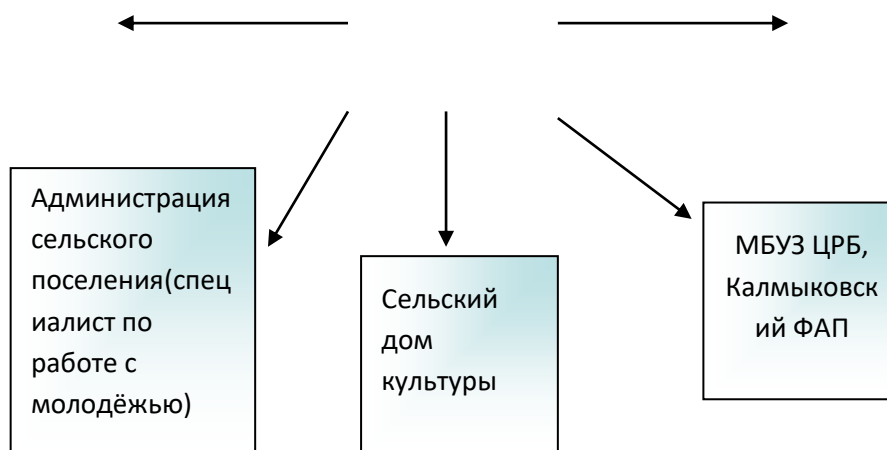 Администрация
сельского
поселения(спец
иалист по
работе с
молодёжью)
Сельский
дом
культуры
МБУЗ ЦРБ,
Калмыковск
ий ФАП